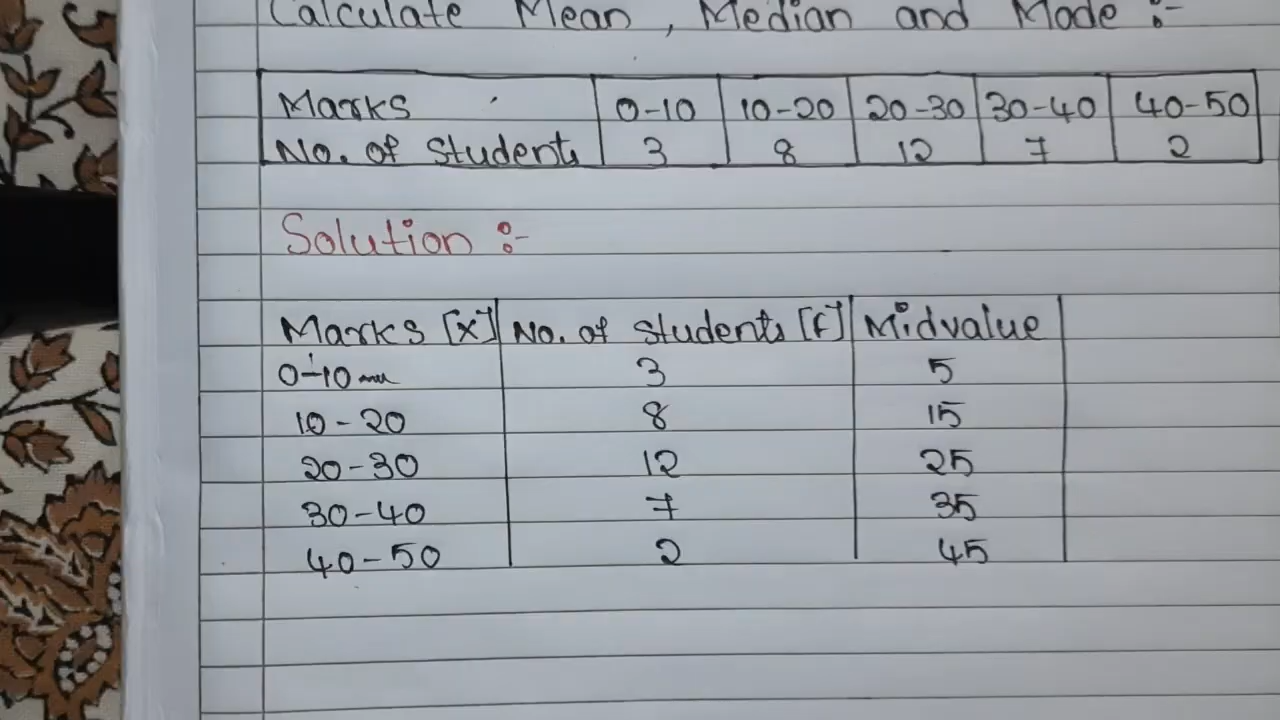 Calculate Mean, Median and Mode :-
Marks 0-10 10-20 20-30 30-40 40-50
No. of Students 3 8 12 7 2
Solution :-
Marks [X] No. of Students [F] Midvalue
0-10 3 5
10-20 8 15
20-30 12 25
30-40 7 35
40-50 2 45